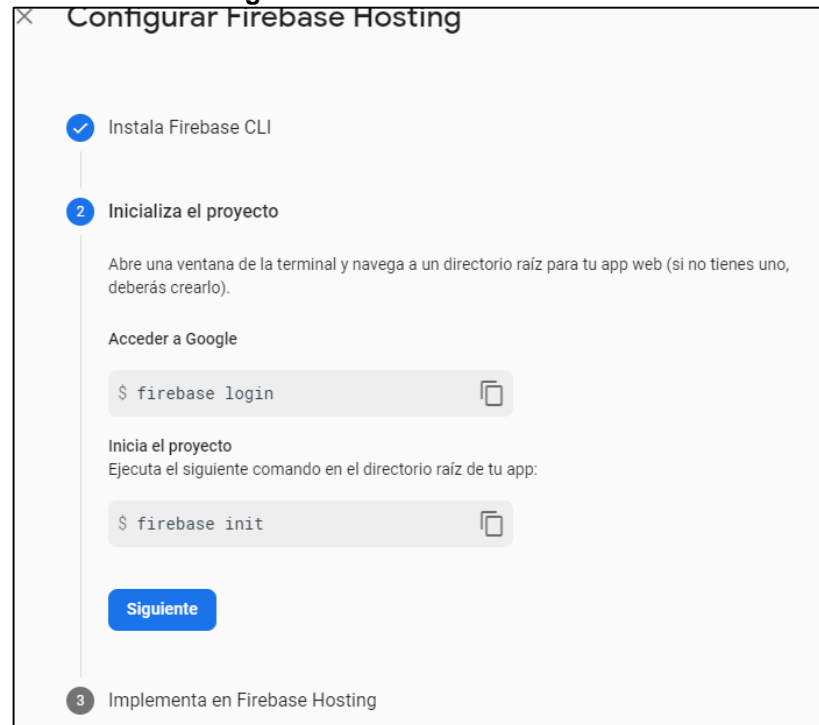 Configurar Firebase Hosting
Instala Firebase CLI
2 Inicializa el proyecto
Abre una ventana de la terminal y navega a un directorio raíz para tu app web (si no tienes uno,
deberás crearlo).
Acceder a Google
$ firebase login
Inicia el proyecto
Ejecuta el siguiente comando en el directorio raíz de tu app:
$ firebase init
Siguiente
3 Implementa en Firebase Hosting